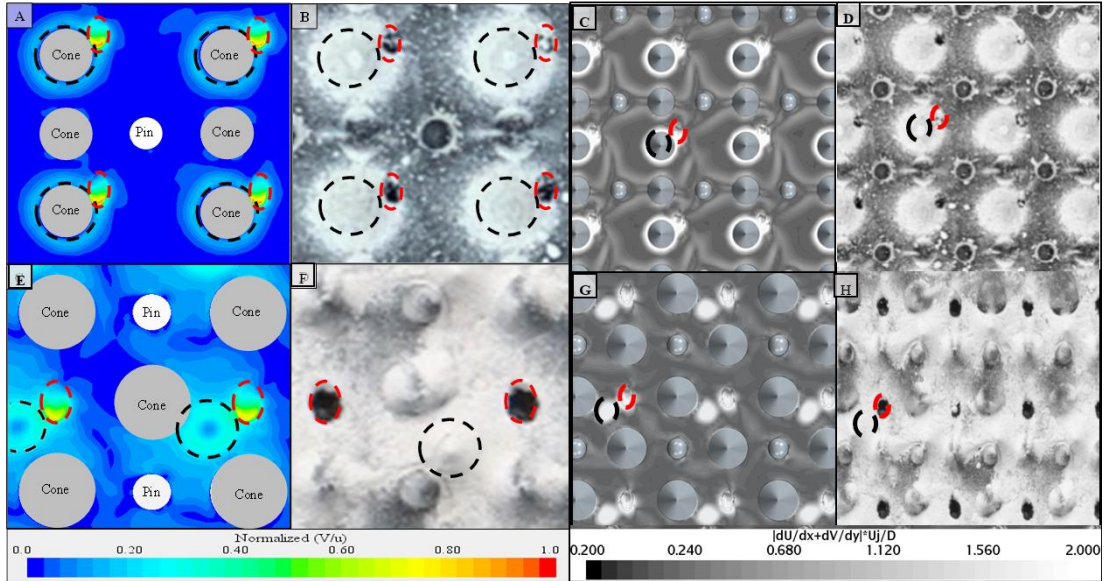 A
B
C
D
Cone
Cone
Cone
Pin
Cone
Cone
Cone
E
F
G
H
Cone
Pin
Cone
Cone
Cone
Pin
Cone
Normalized (V/u)
0.0 0.20 0.40 0.60 0.80 1.0
|dU/dx+dV/dy|*Uj/D
0.200 0.240 0.680 1.120 1.560 2.000